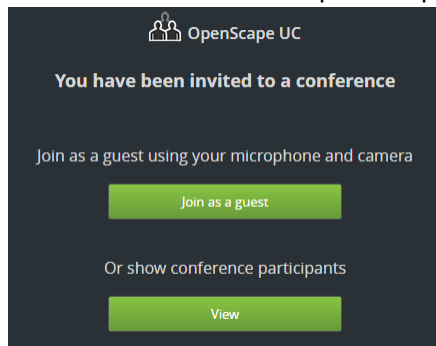 OpenScape UC
You have been invited to a conference
Join as a guest using your microphone and camera
Join as a guest
Or show conference participants
View